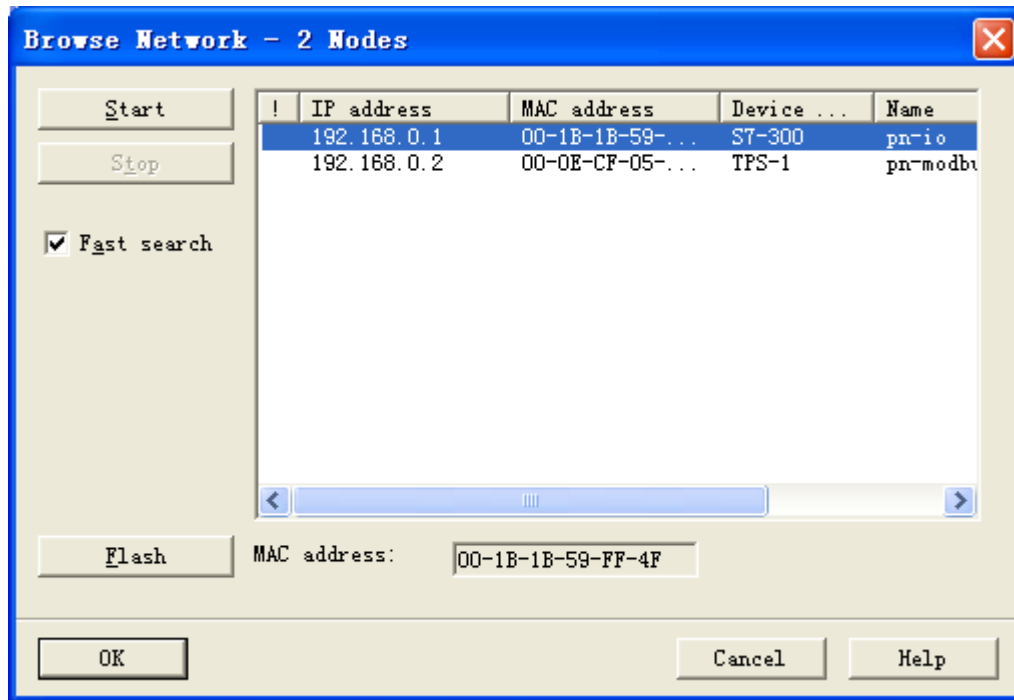 Browse Network - 2 Nodes
Start
! IP address MAC address Device ... Name
192.168.0.1 00-1B-1B-59-... S7-300 pn-io
Stop
192.168.0.2 00-0E-CF-05-... TPS-1 pn-modbu
Fast search
Flash MAC address: 00-1B-1B-59-FF-4F
OK Cancel Help